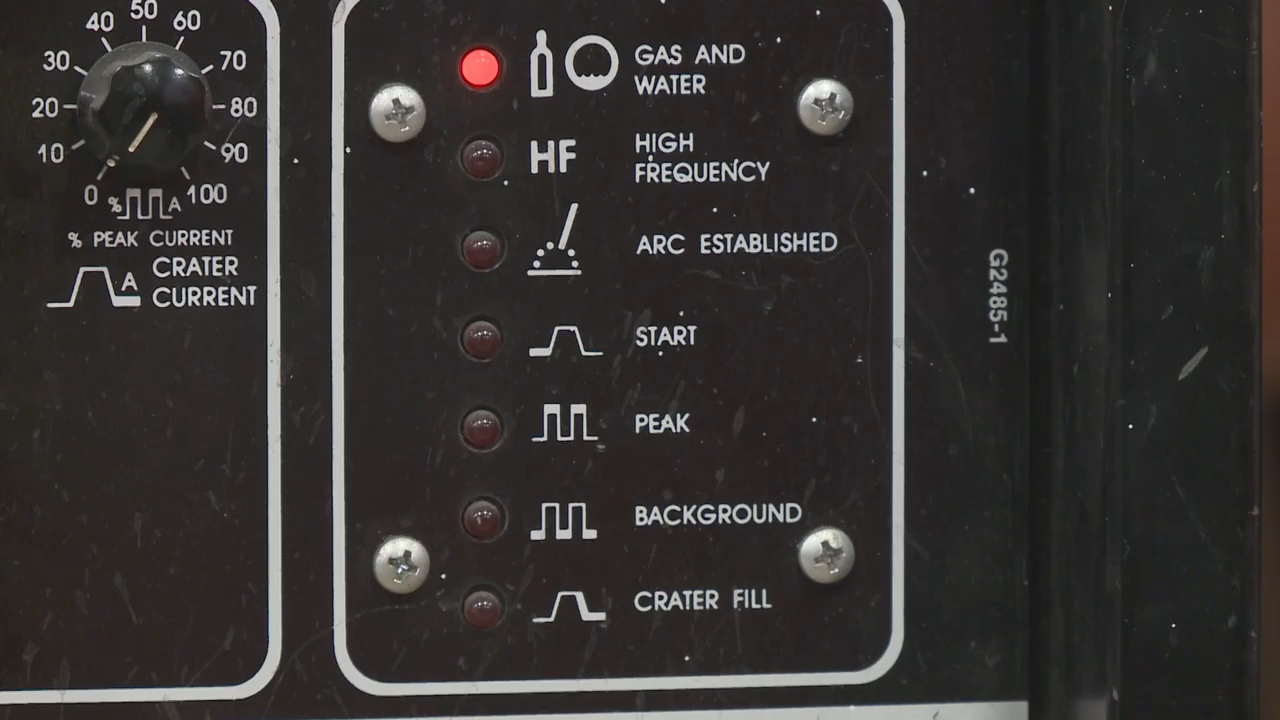 50
40 60
30 70
20 80
10 90
0 % A 100
% PEAK CURRENT
A CRATER
CURRENT
GAS AND
WATER
HF HIGH
FREQUENCY
ARC ESTABLISHED
START
PEAK
BACKGROUND
CRATER FILL
G2485-1